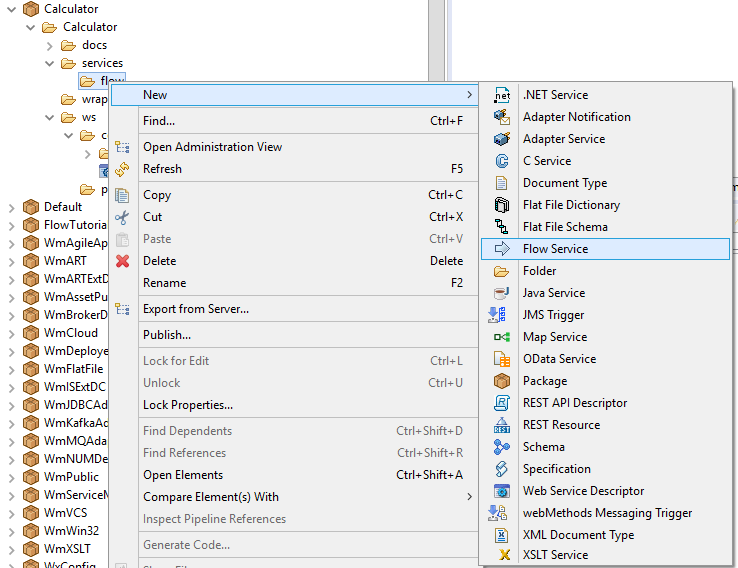 Calculator
Calculator
docs
services
flow
wrap
ws
c
p
Default
FlowTutoria
WmAgileAp
WmART
WmARTExtD
WmAssetPu
WmBrokerD
WmCloud
WmDeploye
WmFlatFile
WmISExtDC
WmJDBCAd
WmKafkaAd
WmMQAda
WmNUMDe
WmPublic
WmServiceM
WmVCS
WmWin32
WmXSLT
WxConfig
New
Find... Ctrl+F
Open Administration View
Refresh F5
Copy Ctrl+C
Cut Ctrl+X
Paste Ctrl+V
Delete Delete
Rename F2
Export from Server...
Publish...
Lock for Edit Ctrl+L
Unlock Ctrl+U
Lock Properties...
Find Dependents Ctrl+Shift+D
Find References Ctrl+Shift+R
Open Elements Ctrl+Shift+A
Compare Element(s) With
Inspect Pipeline References
Generate Code...
.net .NET Service
Adapter Notification
Adapter Service
C Service
Document Type
Flat File Dictionary
Flat File Schema
Flow Service
Folder
Java Service
JMS Trigger
Map Service
OData Service
Package
REST API Descriptor
REST REST Resource
Schema
Specification
Web Service Descriptor
webMethods Messaging Trigger
XML Document Type
XSLT Service